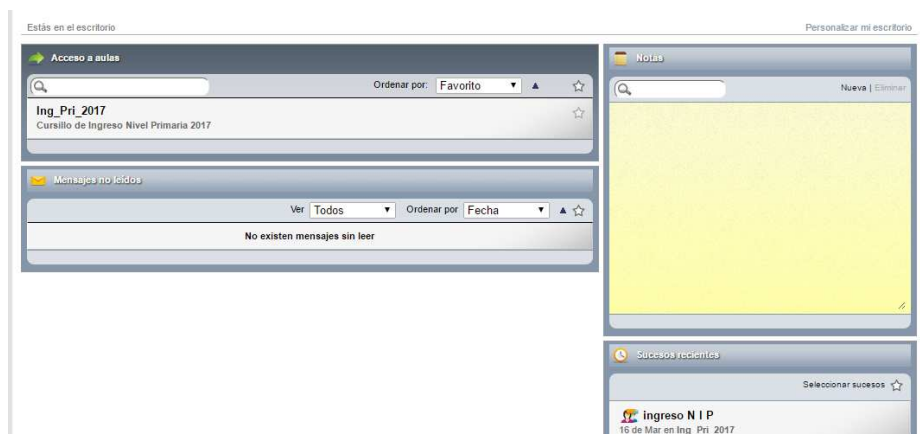 Estás en el escritorio
Personalizar mi escritorio
Acceso a aulas
Ordenar por: Favorito
Ing_Pri_2017
Cursillo de Ingreso Nivel Primaria 2017
Mensajes no leídos
Ver Todos Ordenar por Fecha
No existen mensajes sin leer
Notas
Nueva | Eliminar
Sucesos recientes
Seleccionar sucesos
ingreso N I P
16 de Mar en Ing_Pri_2017